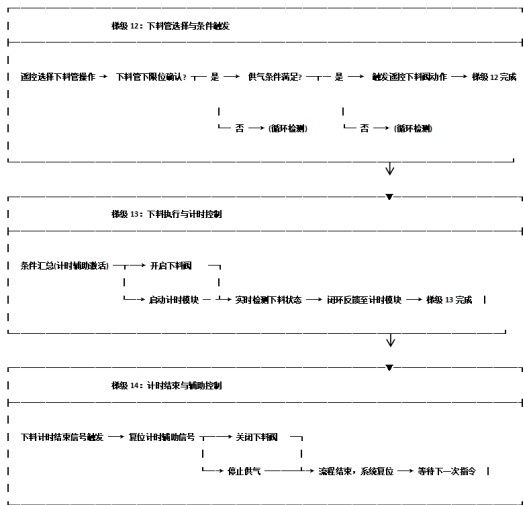 梯级 12：下料管选择与条件触发
遥控选择下料管操作 → 下料管下限位确认? 是 → 供气条件满足? 是 → 触发遥控下料阀动作 → 梯级 12 完成
否 → (循环检测) 否 → (循环检测)
梯级 13：下料执行与计时控制
条件汇总(计时辅助激活) → 开启下料阀
→ 启动计时模块 → 实时检测下料状态 → 闭环反馈至计时模块 → 梯级 13 完成
梯级 14：计时结束与辅助控制
下料计时结束信号触发 → 复位计时辅助信号 → 关闭下料阀
→ 停止供气 → 流程结束，系统复位 → 等待下一次指令